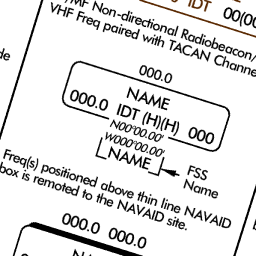 /MF Non-directional Radiobeacon/
IDT 00(00
VHF Freq paired with TACAN Channe
de
000.0
NAME
000.0 IDT (H)(H) 000
N00°00.00'
W000°00.00'
NAME
FSS
Name
Freq(s) positioned above thin line NAVAID
box is remoted to the NAVAID site.
000.0 000.0